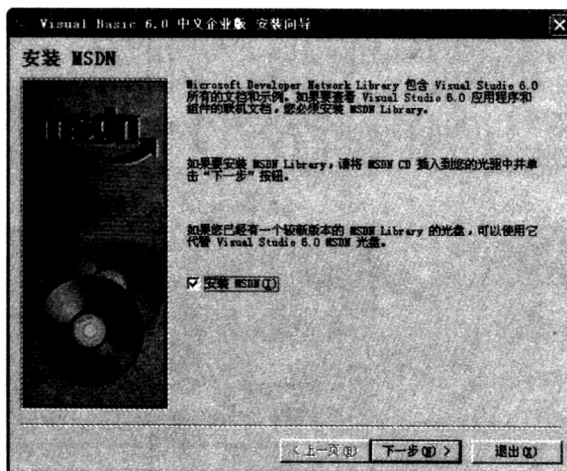 Visual Basic 6.0 中文企业版 安装向导
安装 MSDN
msdn
Microsoft Developer Network Library 包含 Visual Studio 6.0
所有的文档和示例。如果要查看 Visual Studio 6.0 应用程序和
组件的联机文档，您必须安装 MSDN Library。
如果要安装 MSDN Library，请将 MSDN CD 插入到您的光驱中并单
击“下一步”按钮。
如果您已经有一个较新版本的 MSDN Library 的光盘，可以使用它
代替 Visual Studio 6.0 MSDN 光盘。
安装 MSDN(I)
< 上一页(B) 下一步(N) > 退出(X)